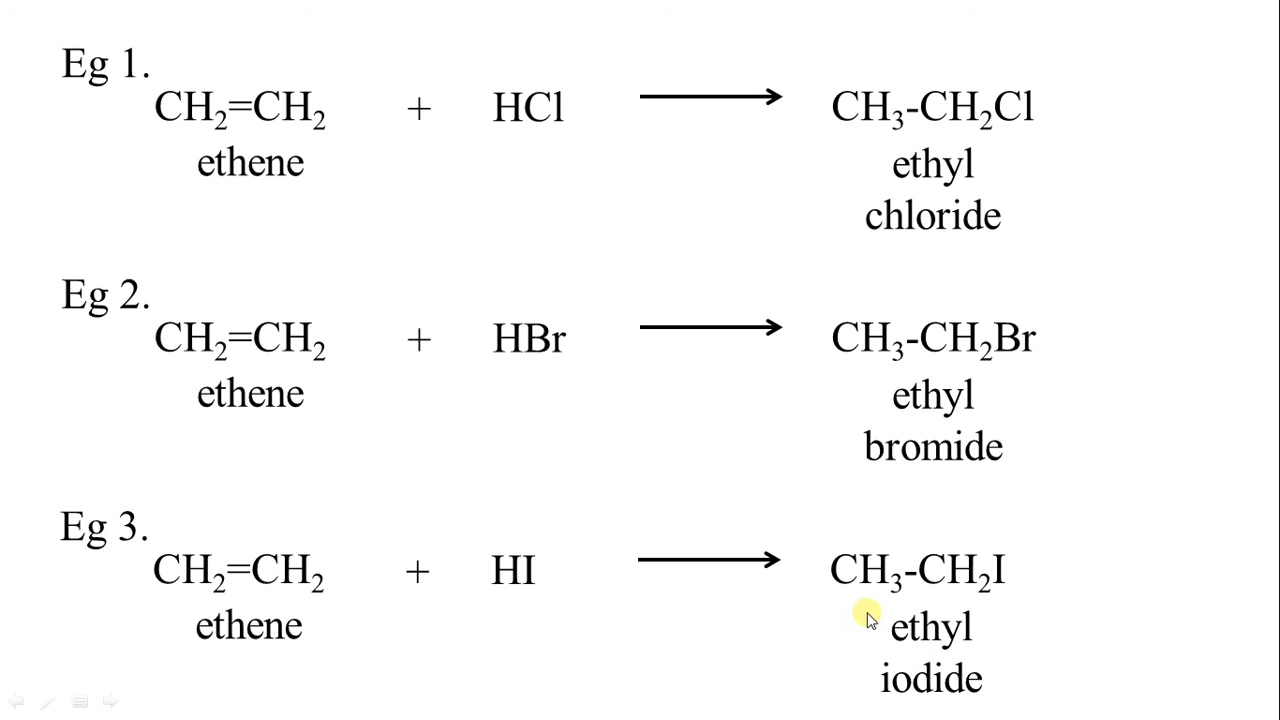 Eg 1.
CH₂=CH₂ + HCl ⟶ CH₃-CH₂Cl
ethene ethyl
chloride
Eg 2.
CH₂=CH₂ + HBr ⟶ CH₃-CH₂Br
ethene ethyl
bromide
Eg 3.
CH₂=CH₂ + HI ⟶ CH₃-CH₂I
ethene ethyl
iodide